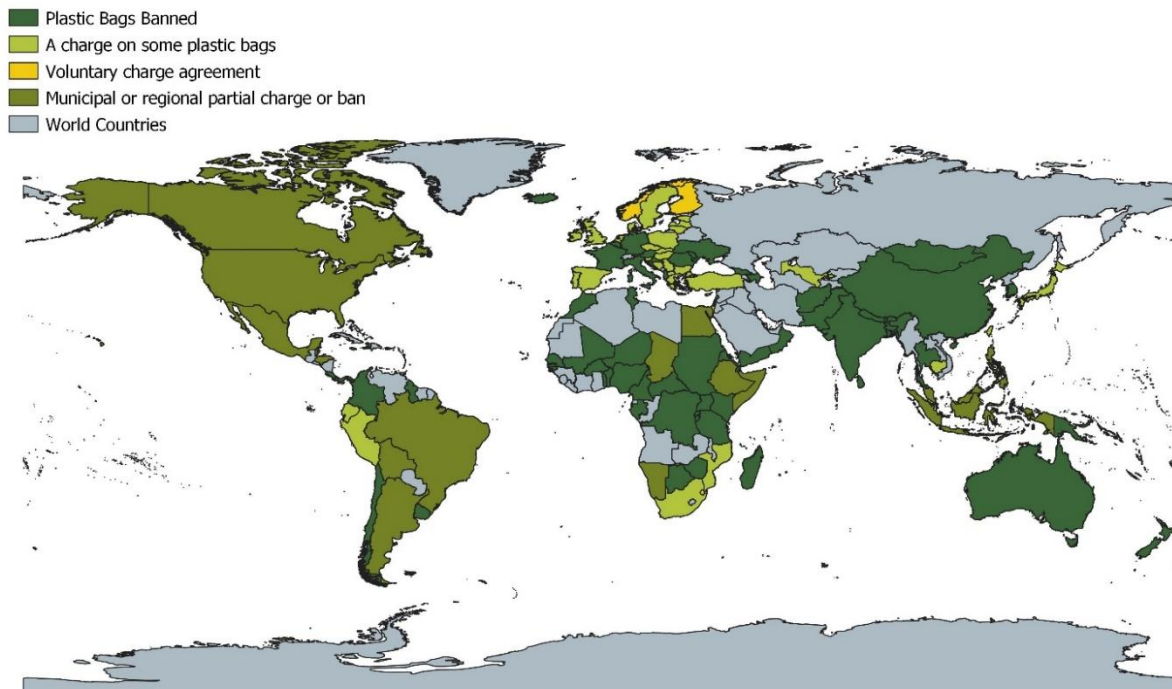 Plastic Bags Banned
A charge on some plastic bags
Voluntary charge agreement
Municipal or regional partial charge or ban
World Countries